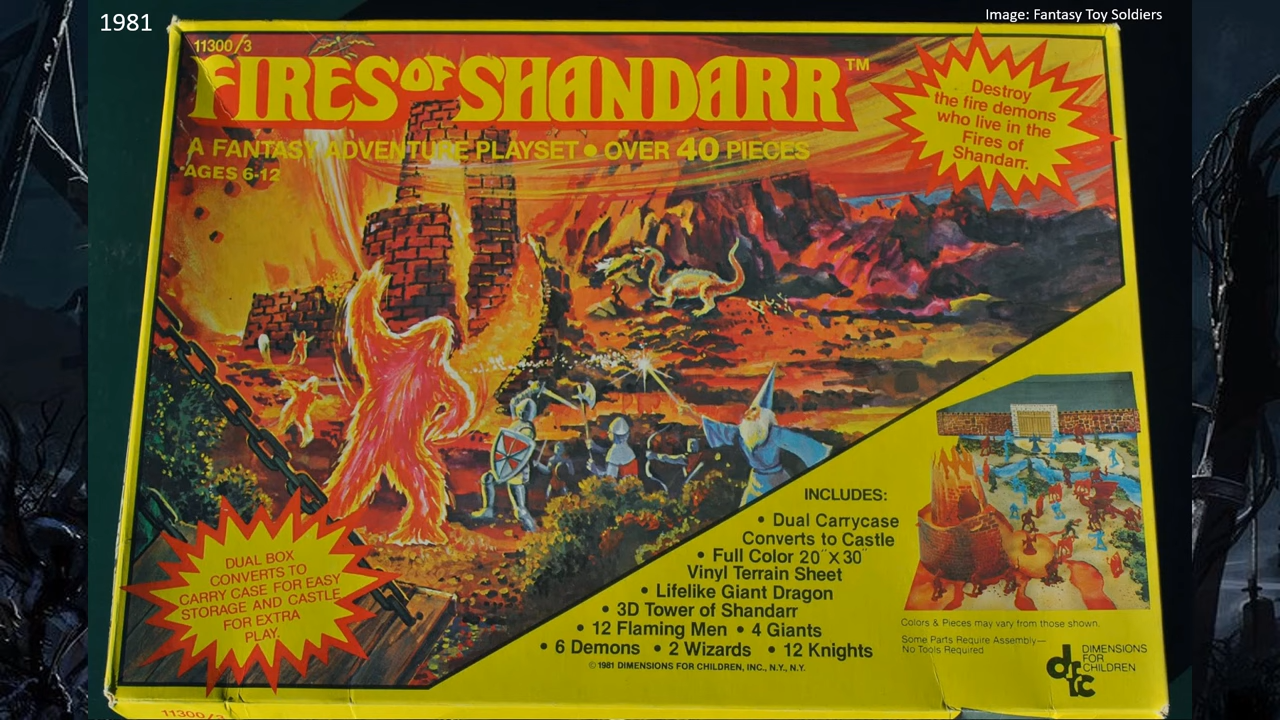 1981
Image: Fantasy Toy Soldiers
11300/3
FIRES OF SHANDARR™
A FANTASY ADVENTURE PLAYSET • OVER 40 PIECES
AGES 6-12
Destroy
the fire demons
who live in the
Fires of
Shandarr.
DUAL BOX
CONVERTS TO
CARRY CASE FOR EASY
STORAGE AND CASTLE
FOR EXTRA
PLAY.
INCLUDES:
• Dual Carrycase
Converts to Castle
• Full Color 20″ X 30″
Vinyl Terrain Sheet
• Lifelike Giant Dragon
• 3D Tower of Shandarr
• 12 Flaming Men • 4 Giants
• 6 Demons • 2 Wizards • 12 Knights
© 1981 DIMENSIONS FOR CHILDREN, INC., N.Y., N.Y.
Colors & Pieces may vary from those shown.
Some Parts Require Assembly—
No Tools Required
dfc
DIMENSIONS
FOR
CHILDREN
11300/3